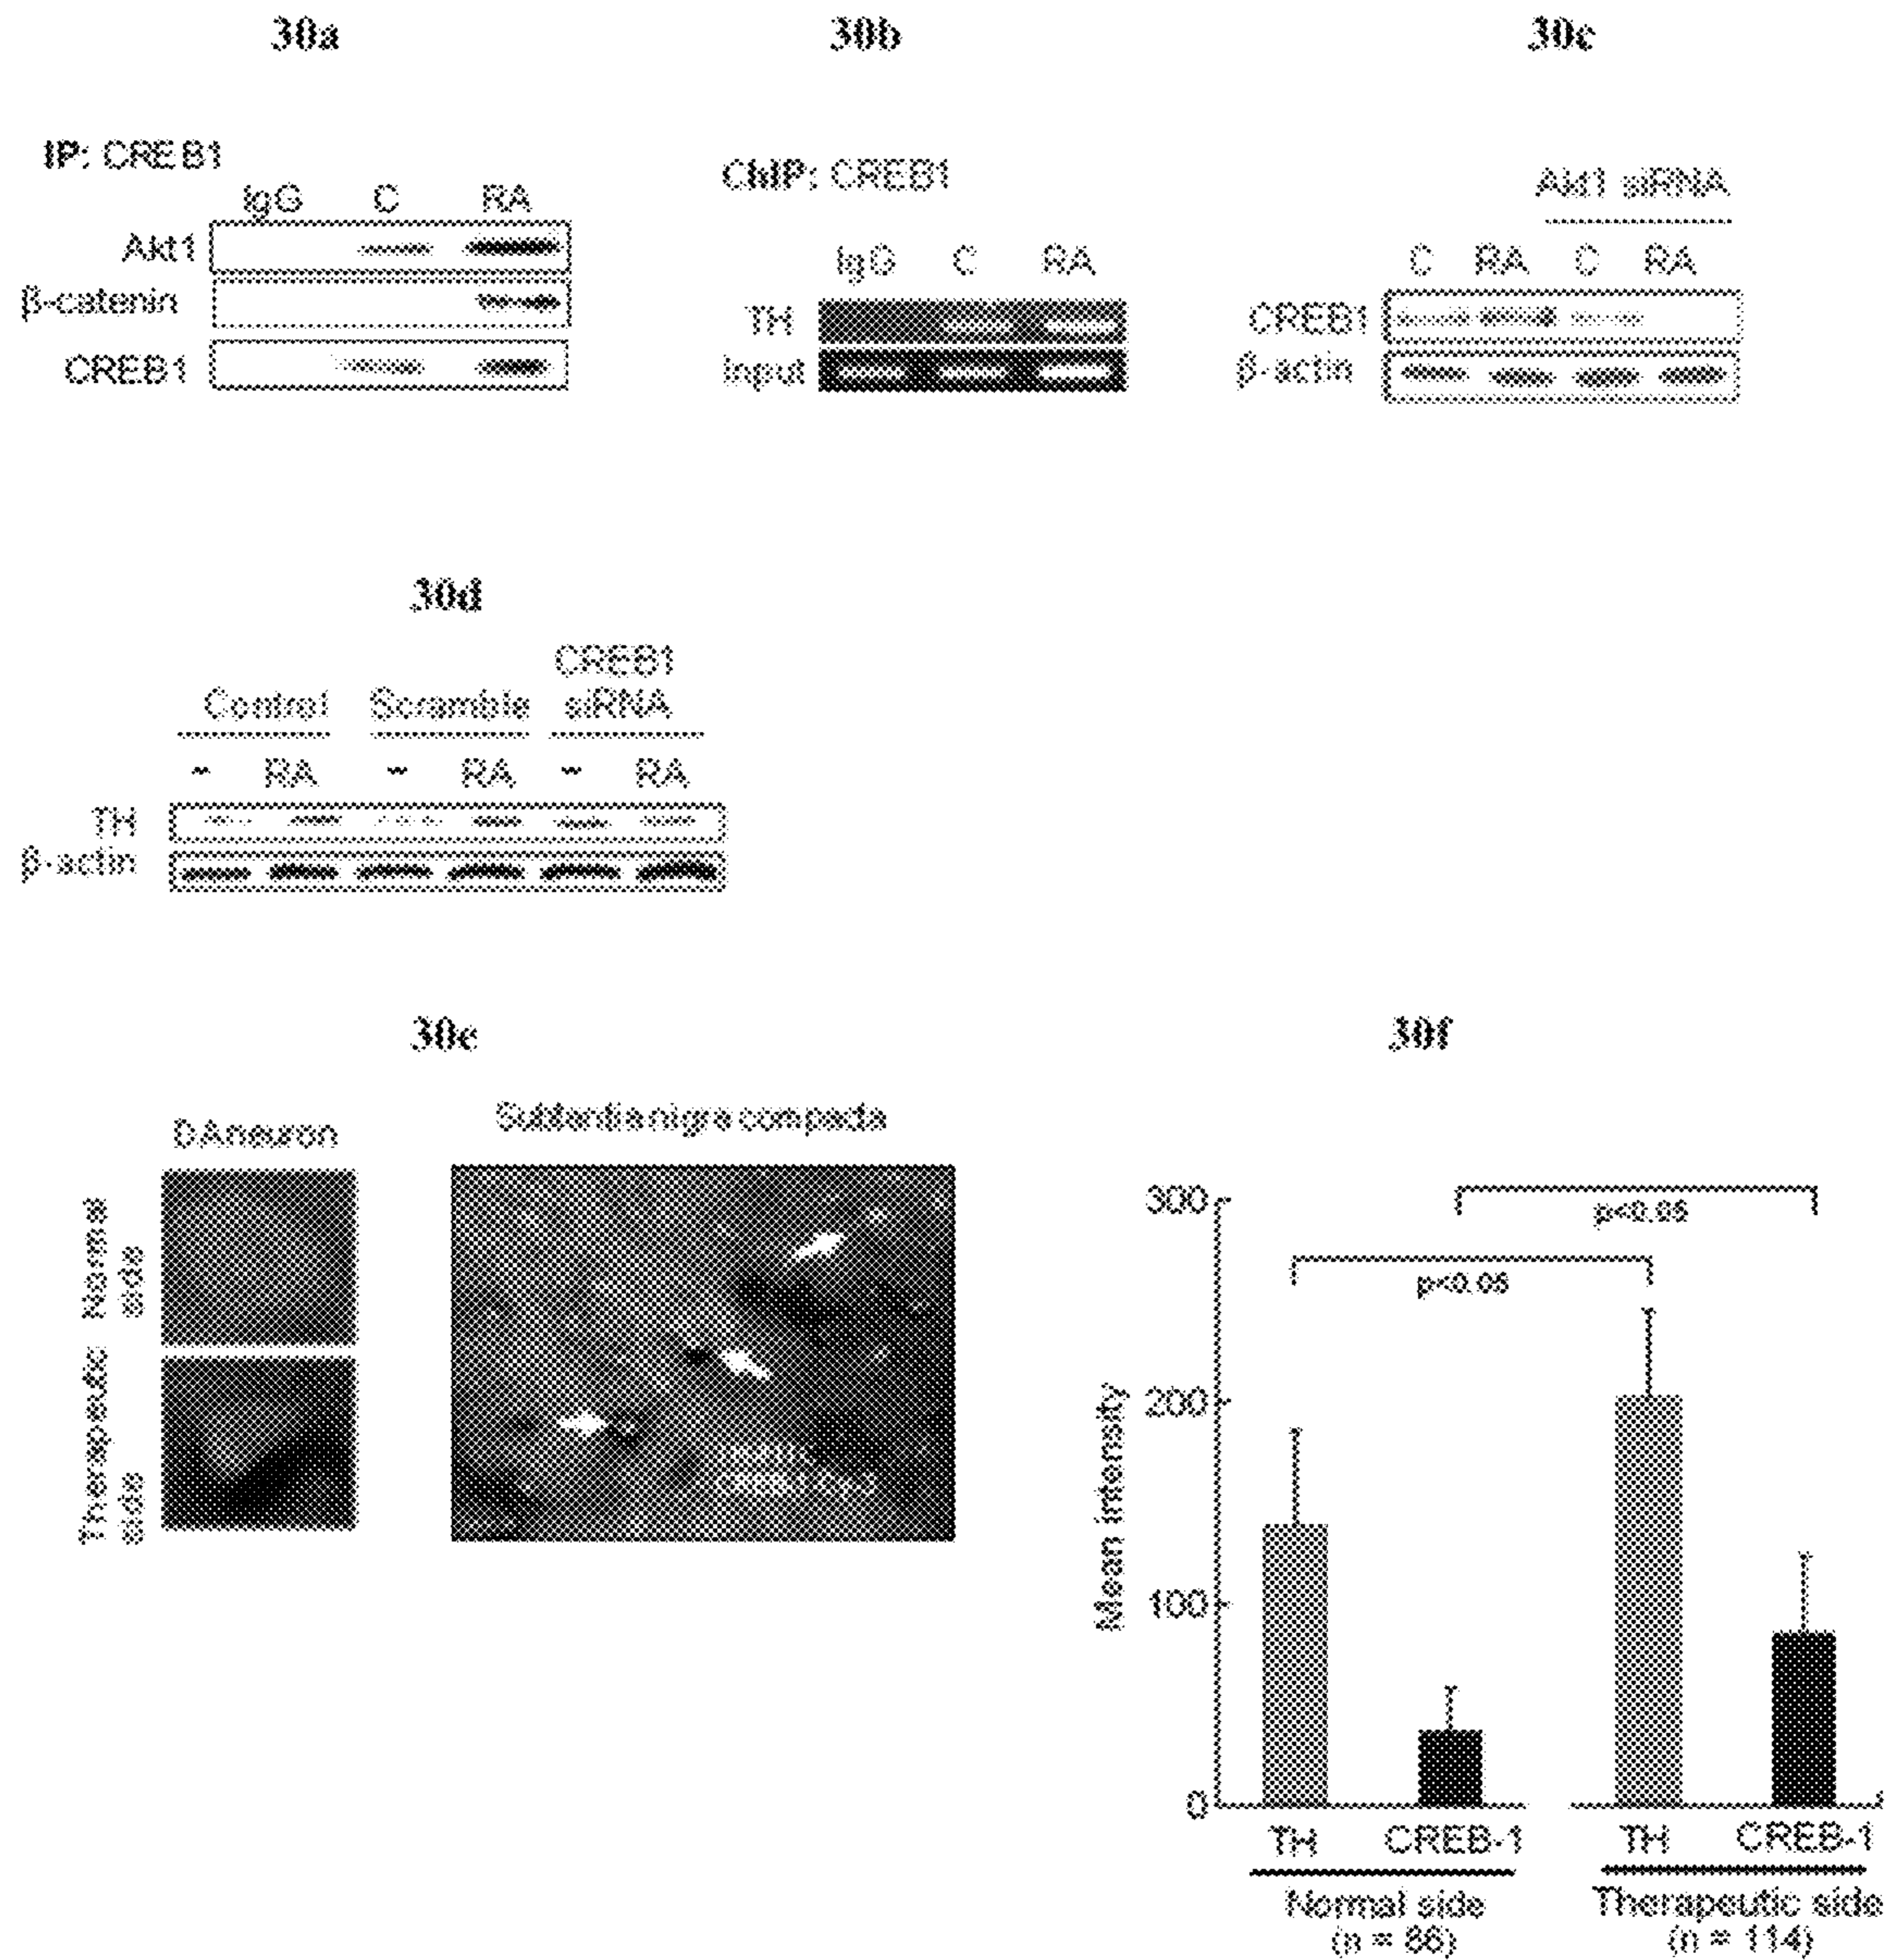 30a
IP: CREB1
IgG C RA
Akt1
β-catenin
CREB1
30b
ChIP: CREB1
IgG C RA
TH
Input
30c
Akt1 siRNA
C RA C RA
CREB1
β-actin
30d
CREB1
Control Scramble siRNA
- RA - RA - RA
TH
β-actin
30e
DAneuron
Subtantia nigra compada
Normal
side
Therapeutic
side
30f
Mean intensity
300
200
100
0
p<0.05
p<0.05
TH CREB-1 TH CREB-1
Normal side Therapeutic side
(n = 86) (n = 114)